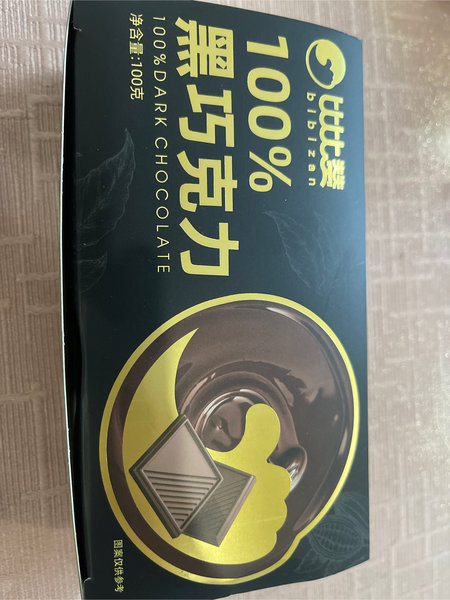 比比赞
bibizan
100%
黑巧克力
100% DARK CHOCOLATE
净含量:100克
图案仅供参考